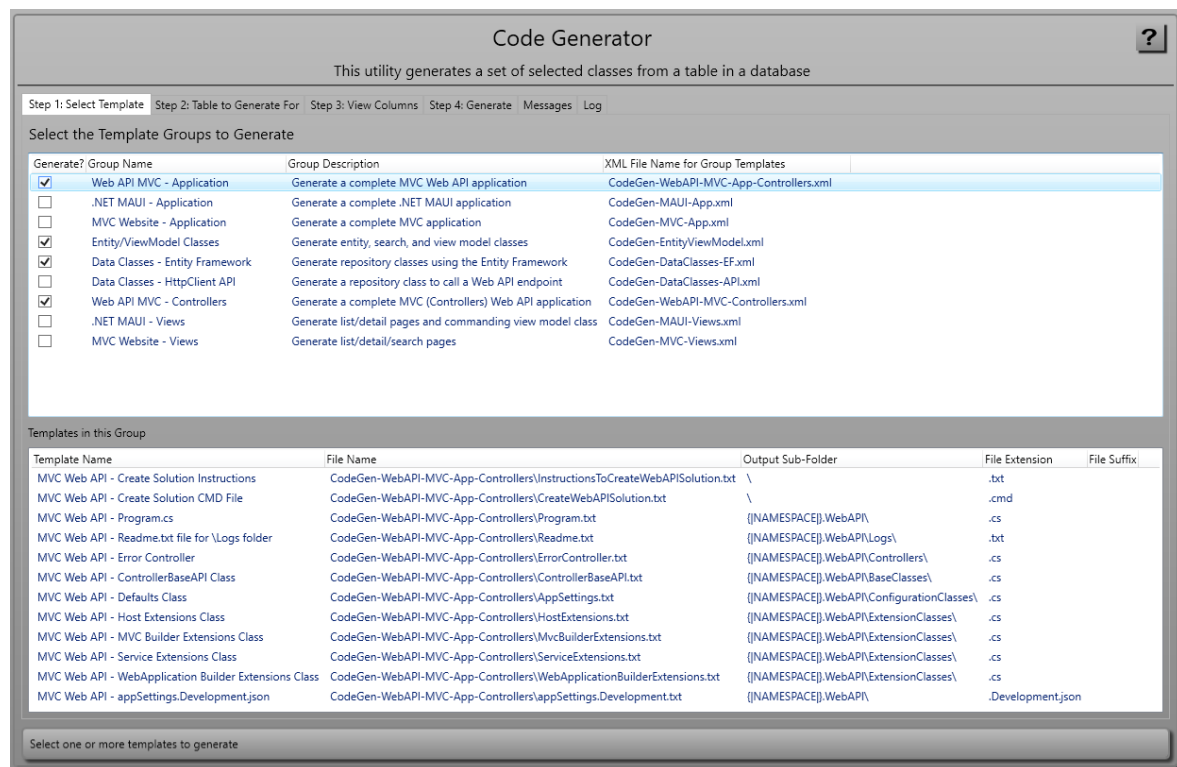 Code Generator
?
This utility generates a set of selected classes from a table in a database
Step 1: Select Template Step 2: Table to Generate For Step 3: View Columns Step 4: Generate Messages Log
Select the Template Groups to Generate
Generate? Group Name Group Description XML File Name for Group Templates
Web API MVC - Application Generate a complete MVC Web API application CodeGen-WebAPI-MVC-App-Controllers.xml
.NET MAUI - Application Generate a complete .NET MAUI application CodeGen-MAUI-App.xml
MVC Website - Application Generate a complete MVC application CodeGen-MVC-App.xml
Entity/ViewModel Classes Generate entity, search, and view model classes CodeGen-EntityViewModel.xml
Data Classes - Entity Framework Generate repository classes using the Entity Framework CodeGen-DataClasses-EF.xml
Data Classes - HttpClient API Generate a repository class to call a Web API endpoint CodeGen-DataClasses-API.xml
Web API MVC - Controllers Generate a complete MVC (Controllers) Web API application CodeGen-WebAPI-MVC-Controllers.xml
.NET MAUI - Views Generate list/detail pages and commanding view model class CodeGen-MAUI-Views.xml
MVC Website - Views Generate list/detail/search pages CodeGen-MVC-Views.xml
Templates in this Group
Template Name File Name Output Sub-Folder File Extension File Suffix
MVC Web API - Create Solution Instructions CodeGen-WebAPI-MVC-App-Controllers\InstructionsToCreateWebAPISolution.txt \ .txt
MVC Web API - Create Solution CMD File CodeGen-WebAPI-MVC-App-Controllers\CreateWebAPISolution.txt \ .cmd
MVC Web API - Program.cs CodeGen-WebAPI-MVC-App-Controllers\Program.txt {|NAMESPACE|}.WebAPI\ .cs
MVC Web API - Readme.txt file for \Logs folder CodeGen-WebAPI-MVC-App-Controllers\Readme.txt {|NAMESPACE|}.WebAPI\Logs\ .txt
MVC Web API - Error Controller CodeGen-WebAPI-MVC-App-Controllers\ErrorController.txt {|NAMESPACE|}.WebAPI\Controllers\ .cs
MVC Web API - ControllerBaseAPI Class CodeGen-WebAPI-MVC-App-Controllers\ControllerBaseAPI.txt {|NAMESPACE|}.WebAPI\BaseClasses\ .cs
MVC Web API - Defaults Class CodeGen-WebAPI-MVC-App-Controllers\AppSettings.txt {|NAMESPACE|}.WebAPI\ConfigurationClasses\ .cs
MVC Web API - Host Extensions Class CodeGen-WebAPI-MVC-App-Controllers\HostExtensions.txt {|NAMESPACE|}.WebAPI\ExtensionClasses\ .cs
MVC Web API - MVC Builder Extensions Class CodeGen-WebAPI-MVC-App-Controllers\MvcBuilderExtensions.txt {|NAMESPACE|}.WebAPI\ExtensionClasses\ .cs
MVC Web API - Service Extensions Class CodeGen-WebAPI-MVC-App-Controllers\ServiceExtensions.txt {|NAMESPACE|}.WebAPI\ExtensionClasses\ .cs
MVC Web API - WebApplication Builder Extensions Class CodeGen-WebAPI-MVC-App-Controllers\WebApplicationBuilderExtensions.txt {|NAMESPACE|}.WebAPI\ExtensionClasses\ .cs
MVC Web API - appSettings.Development.json CodeGen-WebAPI-MVC-App-Controllers\appSettings.Development.txt {|NAMESPACE|}.WebAPI\ .Development.json
Select one or more templates to generate